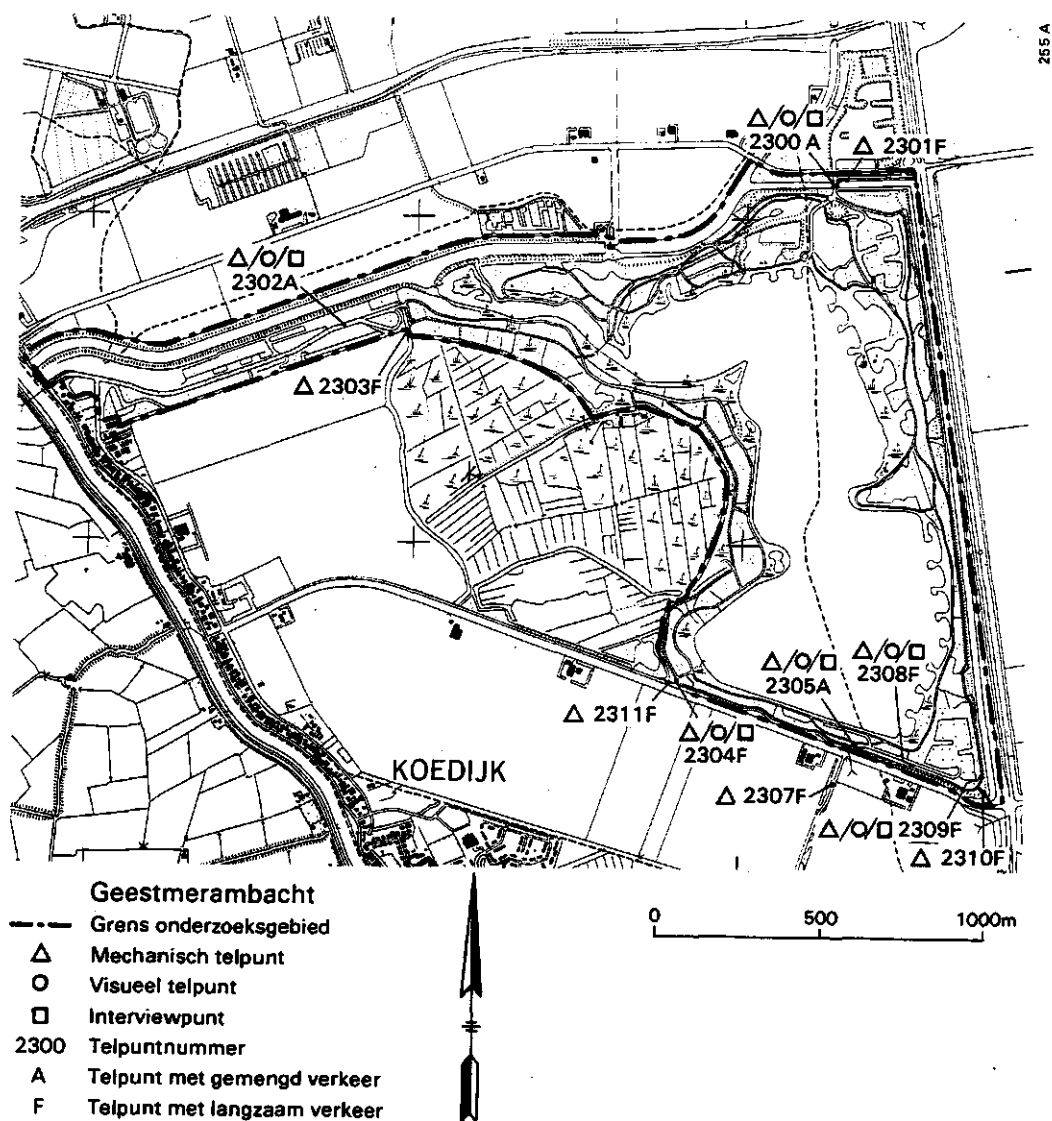 255 A
△/○/□
2300 A
△ 2301F
△/○/□
2302A
△ 2303F
△/○/□
2305A
△/○/□
2308F
△ 2311F
△/○/□
2304F
KOEDIJK
△ 2307F
△/○/□ 2309F
△ 2310F
Geestmerambacht
Grens onderzoeksgebied
△ Mechanisch telpunt
○ Visueel telpunt
□ Interviewpunt
2300 Telpuntnummer
A Telpunt met gemengd verkeer
F Telpunt met langzaam verkeer
0 500 1000m